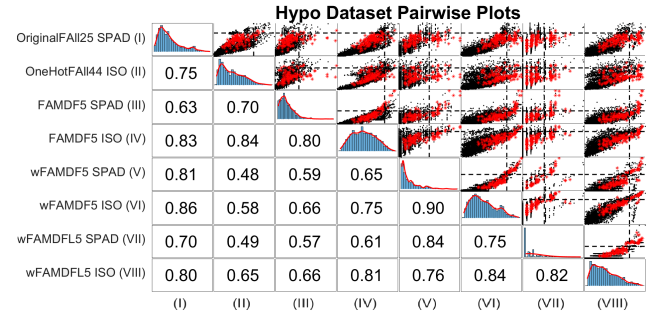 Hypo Dataset Pairwise Plots
OriginalFAll25 SPAD (I)
OneHotFAll44 ISO (II) 0.75
FAMDF5 SPAD (III) 0.63 0.70
FAMDF5 ISO (IV) 0.83 0.84 0.80
wFAMDF5 SPAD (V) 0.81 0.48 0.59 0.65
wFAMDF5 ISO (VI) 0.86 0.58 0.66 0.75 0.90
wFAMDFL5 SPAD (VII) 0.70 0.49 0.57 0.61 0.84 0.75
wFAMDFL5 ISO (VIII) 0.80 0.65 0.66 0.81 0.76 0.84 0.82
(I) (II) (III) (IV) (V) (VI) (VII) (VIII)